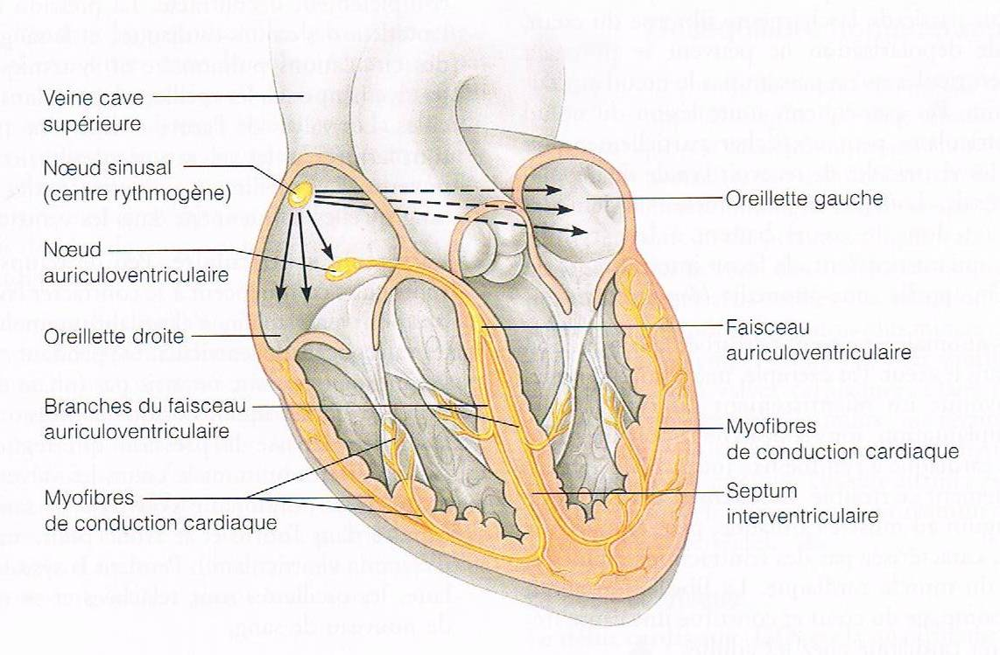 Veine cave
supérieure
Nœud sinusal
(centre rythmogène)
Nœud
auriculoventriculaire
Oreillette droite
Branches du faisceau
auriculoventriculaire
Myofibres
de conduction cardiaque
Oreillette gauche
Faisceau
auriculoventriculaire
Myofibres
de conduction cardiaque
Septum
interventriculaire